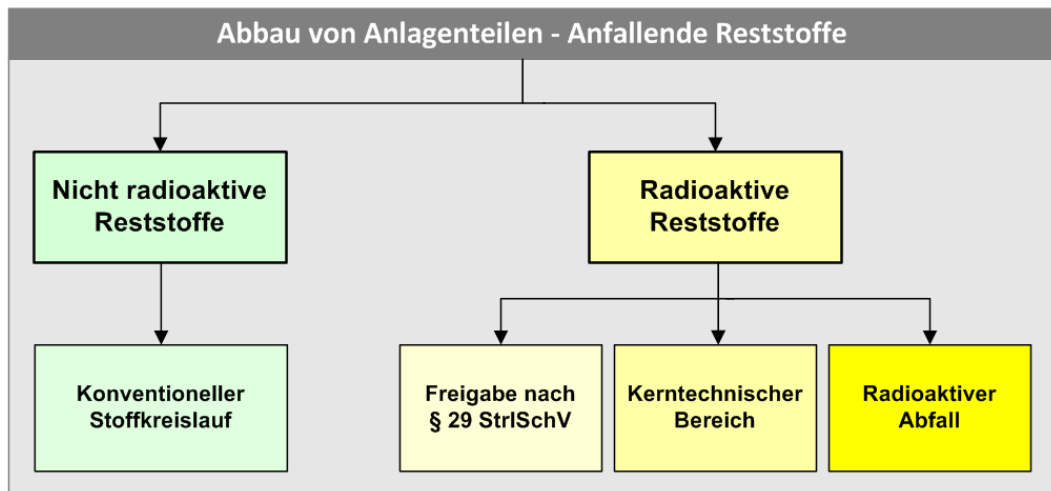 Abbau von Anlagenteilen - Anfallende Reststoffe
Nicht radioaktive
Reststoffe
Radioaktive
Reststoffe
Konventioneller
Stoffkreislauf
Freigabe nach
§ 29 StrlSchV
Kerntechnischer
Bereich
Radioaktiver
Abfall